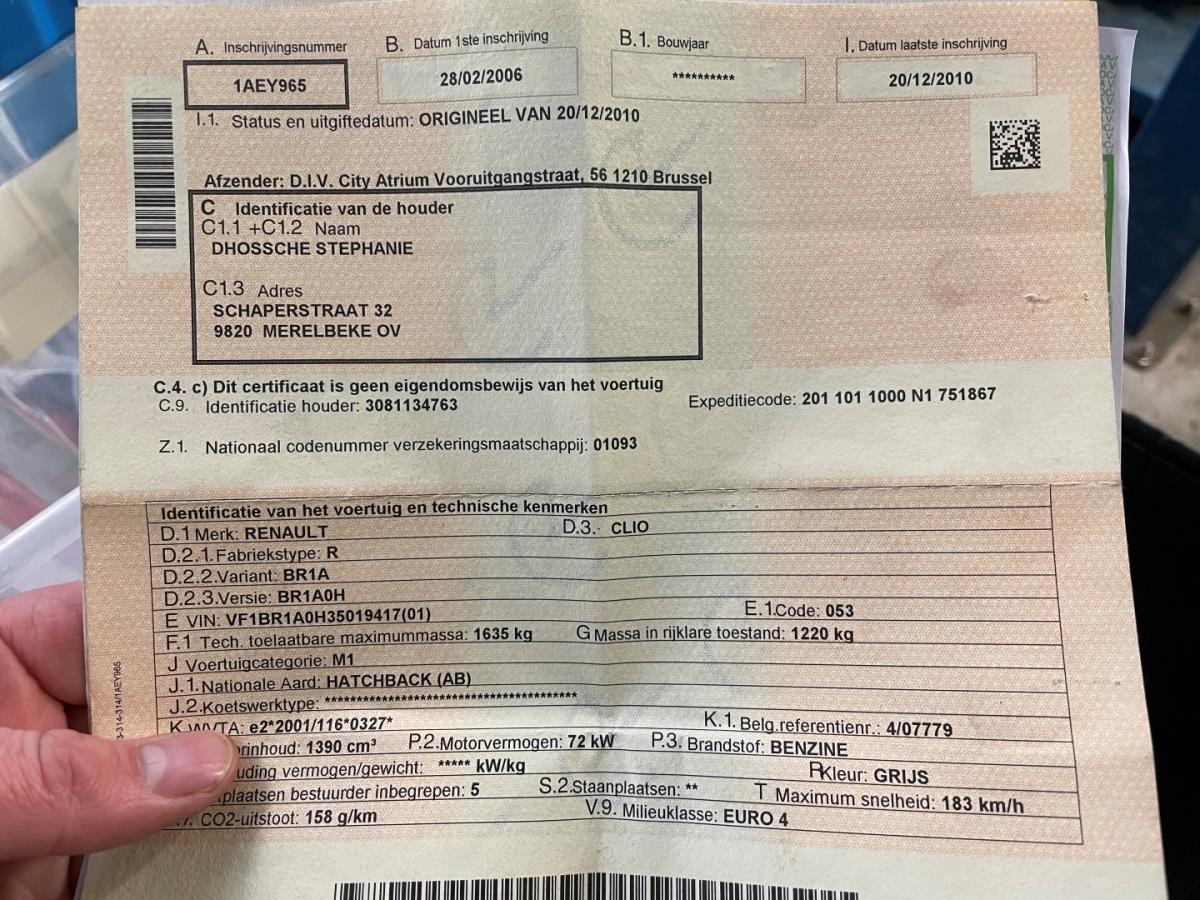 A. Inschrijvingsnummer B. Datum 1ste inschrijving B.1. Bouwjaar I. Datum laatste inschrijving
1AEY965 28/02/2006 ********** 20/12/2010
I.1. Status en uitgiftedatum: ORIGINEEL VAN 20/12/2010
Afzender: D.I.V. City Atrium Vooruitgangstraat, 56 1210 Brussel
C Identificatie van de houder
C1.1 +C1.2 Naam
DHOSSCHE STEPHANIE
C1.3 Adres
SCHAPERSTRAAT 32
9820 MERELBEKE OV
C.4. c) Dit certificaat is geen eigendomsbewijs van het voertuig
C.9. Identificatie houder: 3081134763 Expeditiecode: 201 101 1000 N1 751867
Z.1. Nationaal codenummer verzekeringsmaatschappij: 01093
Identificatie van het voertuig en technische kenmerken
D.1 Merk: RENAULT D.3. CLIO
D.2.1. Fabriekstype: R
D.2.2. Variant: BR1A
D.2.3. Versie: BR1A0H
E VIN: VF1BR1A0H35019417(01) E.1. Code: 053
F.1 Tech. toelaatbare maximummassa: 1635 kg G Massa in rijklare toestand: 1220 kg
J Voertuigcategorie: M1
J.1. Nationale Aard: HATCHBACK (AB)
J.2. Koetswerktype: ****************************************
K WVTA: e2*2001/116*0327* K.1. Belg.referentienr.: 4/07779
rinhoud: 1390 cm³ P.2. Motorvermogen: 72 kW P.3. Brandstof: BENZINE
uding vermogen/gewicht: ***** kW/kg R Kleur: GRIJS
plaatsen bestuurder inbegrepen: 5 S.2. Staanplaatsen: ** T Maximum snelheid: 183 km/h
CO2-uitstoot: 158 g/km V.9. Milieuklasse: EURO 4